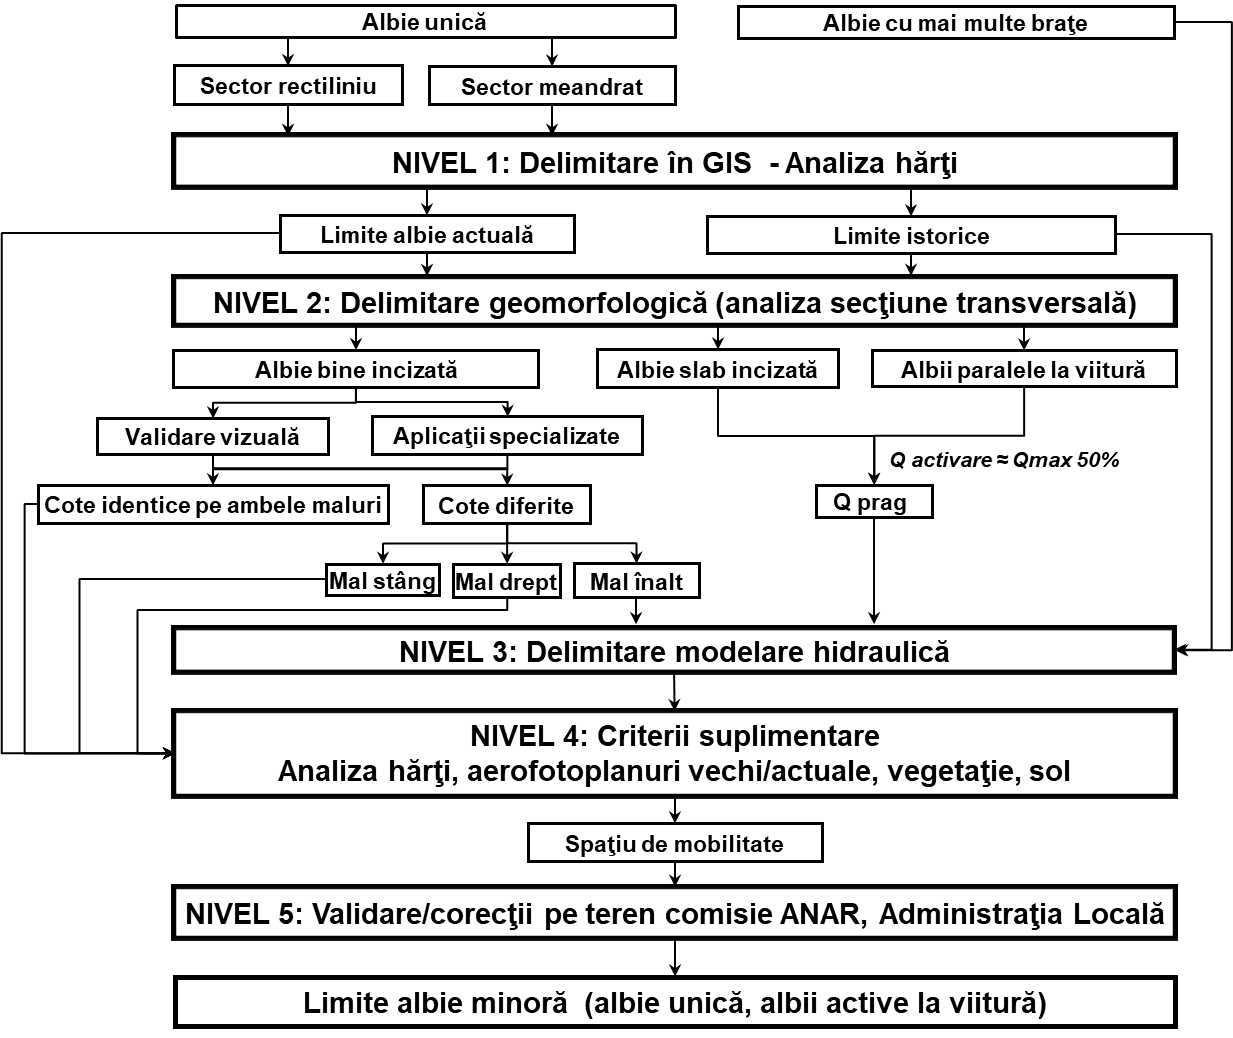 Albie unică
Albie cu mai multe braţe
Sector rectiliniu
Sector meandrat
NIVEL 1: Delimitare în GIS - Analiza hărţi
Limite albie actuală
Limite istorice
NIVEL 2: Delimitare geomorfologică (analiza secţiune transversală)
Albie bine incizată
Albie slab incizată
Albii paralele la viitură
Validare vizuală
Aplicaţii specializate
Q activare ≈ Qmax 50%
Cote identice pe ambele maluri
Cote diferite
Q prag
Mal stâng
Mal drept
Mal înalt
NIVEL 3: Delimitare modelare hidraulică
NIVEL 4: Criterii suplimentare
Analiza hărţi, aerofotoplanuri vechi/actuale, vegetaţie, sol
Spaţiu de mobilitate
NIVEL 5: Validare/corecţii pe teren comisie ANAR, Administraţia Locală
Limite albie minoră (albie unică, albii active la viitură)